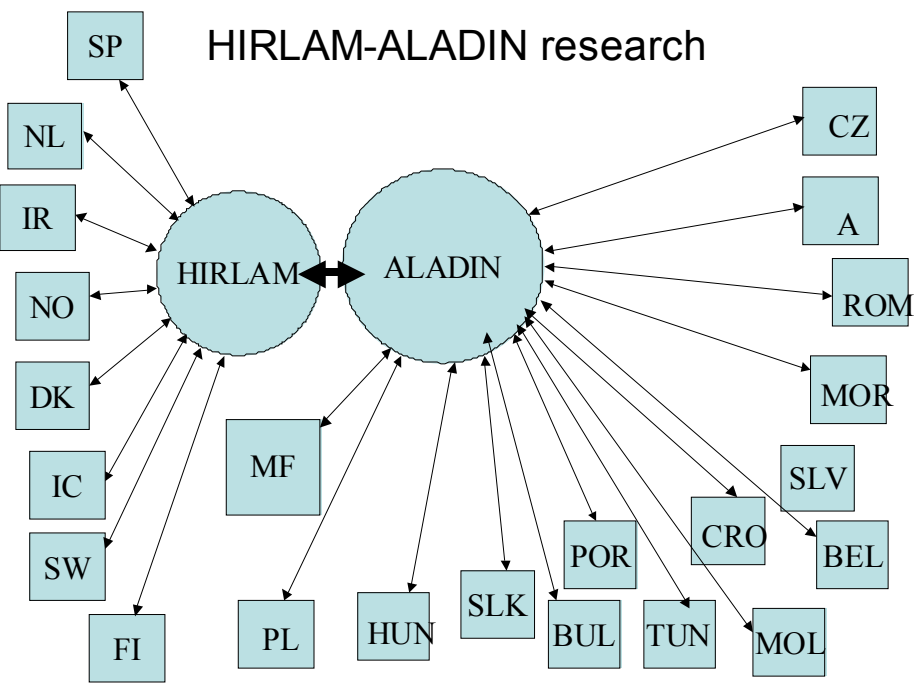 HIRLAM-ALADIN research
SP
NL
IR
NO
DK
IC
SW
FI
HIRLAM
ALADIN
CZ
A
ROM
MOR
SLV
BEL
CRO
MOL
TUN
POR
BUL
SLK
HUN
PL
MF